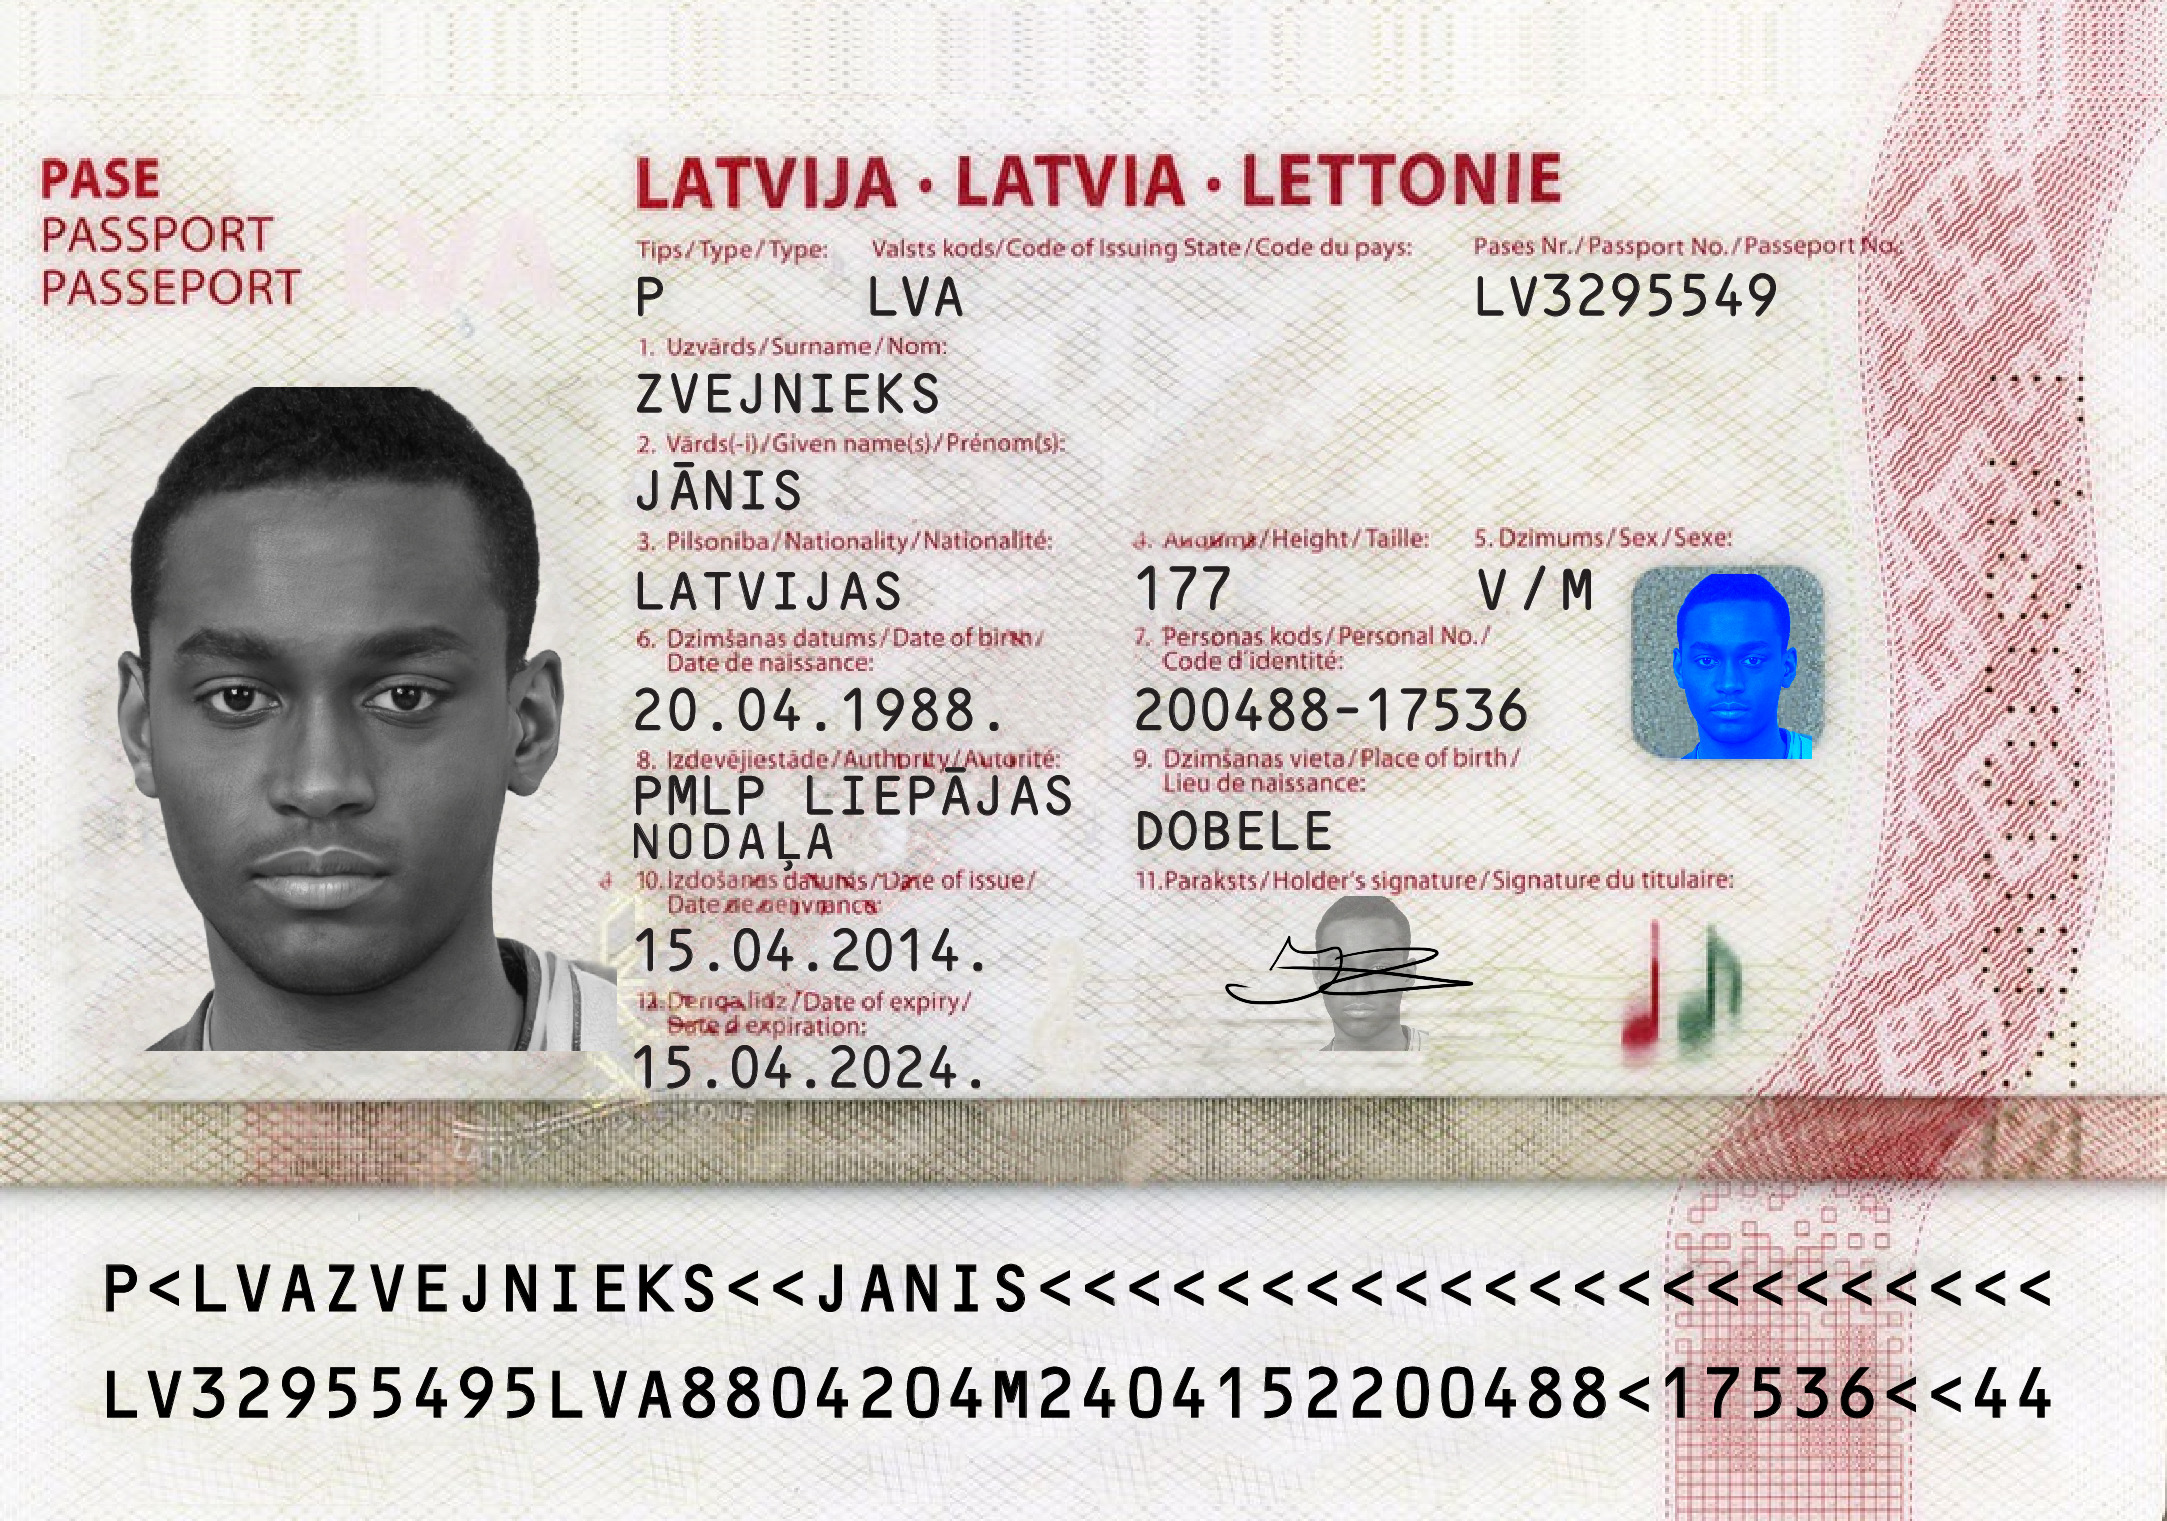 PASE
PASSPORT
PASSEPORT
LVA
LATVIJA · LATVIA · LETTONIE
Tips/Type/Type: Valsts kods/Code of Issuing State/Code du pays: Pases Nr./Passport No./Passeport No.:
P LVA LV3295549
1. Uzvārds/Surname/Nom:
ZVEJNIEKS
2. Vārds(-i)/Given name(s)/Prénom(s):
JĀNIS
3. Pilsonība/Nationality/Nationalité: 4. Augums/Height/Taille: 5. Dzimums/Sex/Sexe:
LATVIJAS 177 V/M
6. Dzimšanas datums/Date of birth/ 7. Personas kods/Personal No./
Date de naissance: Code d'identité:
20.04.1988. 200488-17536
8. Izdevējiestāde/Authority/Autorité: 9. Dzimšanas vieta/Place of birth/
Lieu de naissance:
PMLP LIEPĀJAS
NODAĻA DOBELE
10. Izdošanas datums/Date of issue/ 11. Paraksts/Holder's signature/Signature du titulaire:
Date de
15.04.2014.
12. /Date of expiry/
Date d'expiration:
15.04.2024.
P<LVAZVEJNIEKS<<JANIS<<<<<<<<<<<<<<<<<<<<<<<
LV32955495LVA8804204M2404152200488<17536<<44